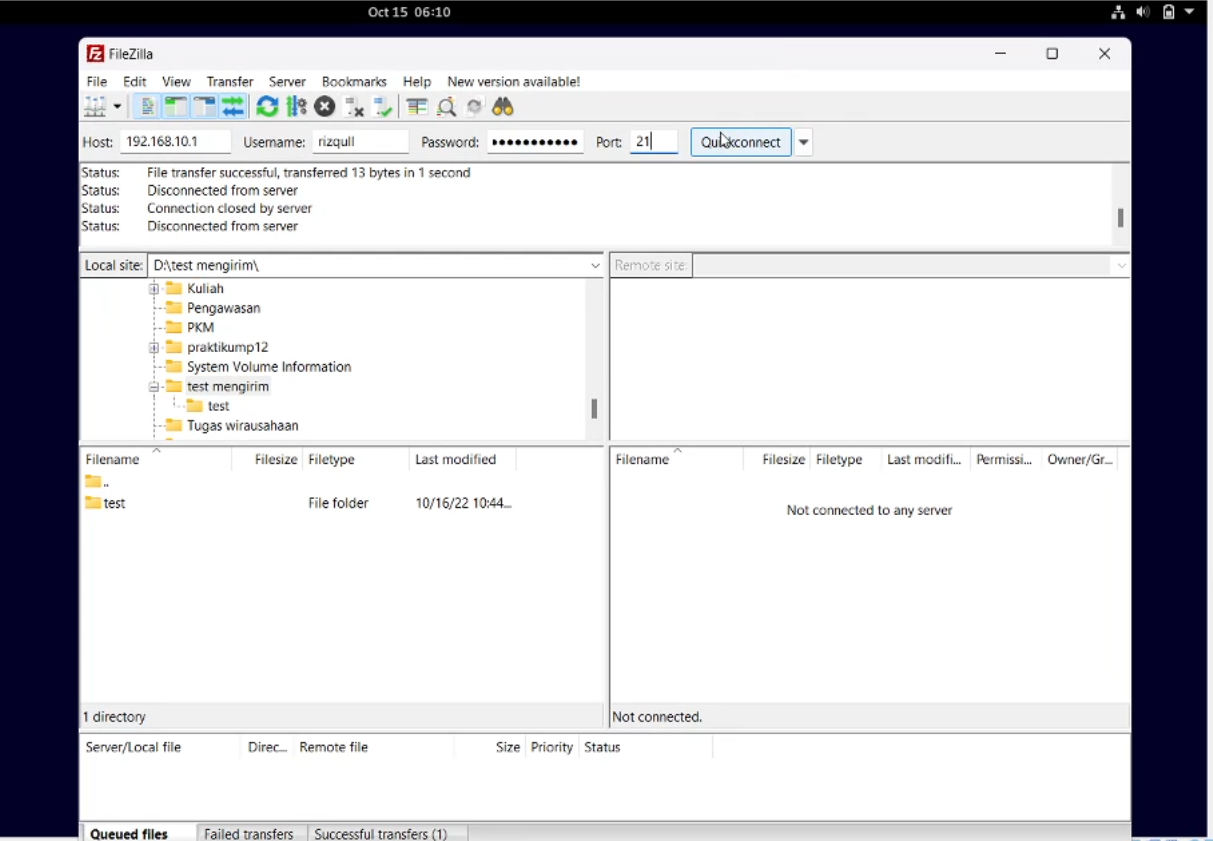 Oct 15 06:10
FileZilla
File Edit View Transfer Server Bookmarks Help New version available!
Host: 192.168.10.1 Username: rizqull Password: ●●●●●●●●●●● Port: 21 Quickconnect
Status: File transfer successful, transferred 13 bytes in 1 second
Status: Disconnected from server
Status: Connection closed by server
Status: Disconnected from server
Local site: D:\test mengirim\ Remote site:
Kuliah
Pengawasan
PKM
praktikump12
System Volume Information
test mengirim
test
Tugas wirausahaan
Filename Filesize Filetype Last modified
..
test File folder 10/16/22 10:44...
1 directory
Filename Filesize Filetype Last modifi... Permissi... Owner/Gr...
Not connected to any server
Not connected.
Server/Local file Direc... Remote file Size Priority Status
Queued files Failed transfers Successful transfers (1)